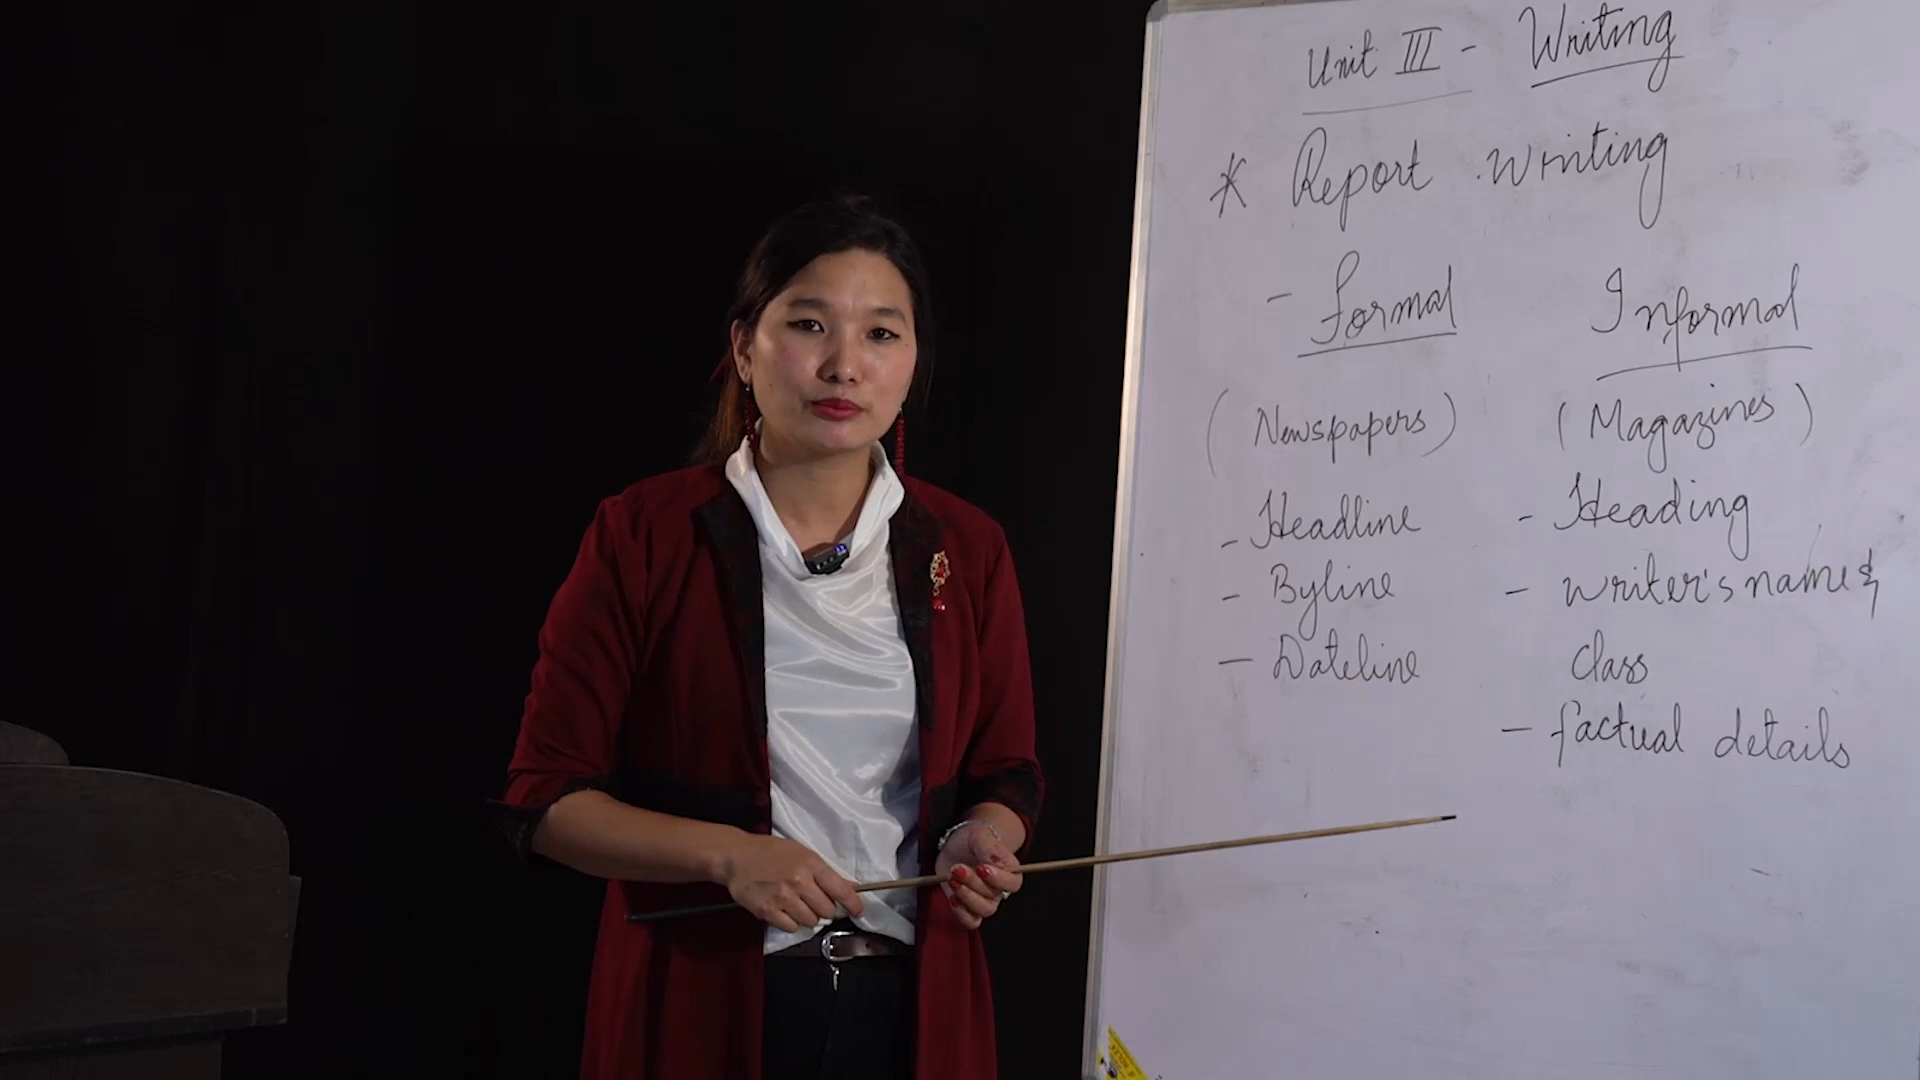 Unit III - Writing
* Report Writing
- Formal Informal
(Newspapers) (Magazines)
- Headline - Heading
- Byline - Writer's name &
- Dateline class
- factual details